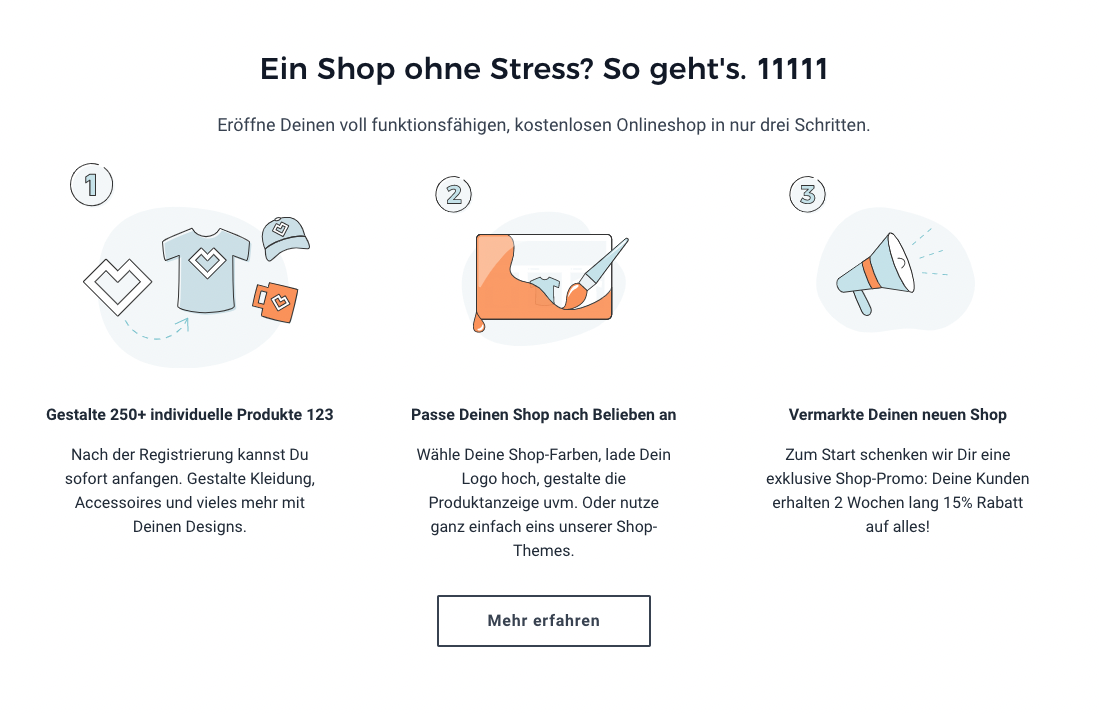 Ein Shop ohne Stress? So geht's. 11111
Eröffne Deinen voll funktionsfähigen, kostenlosen Onlineshop in nur drei Schritten.
1
Gestalte 250+ individuelle Produkte 123
Nach der Registrierung kannst Du
sofort anfangen. Gestalte Kleidung,
Accessoires und vieles mehr mit
Deinen Designs.
2
Passe Deinen Shop nach Belieben an
Wähle Deine Shop-Farben, lade Dein
Logo hoch, gestalte die
Produktanzeige uvm. Oder nutze
ganz einfach eins unserer Shop-
Themes.
3
Vermarkte Deinen neuen Shop
Zum Start schenken wir Dir eine
exklusive Shop-Promo: Deine Kunden
erhalten 2 Wochen lang 15% Rabatt
auf alles!
Mehr erfahren